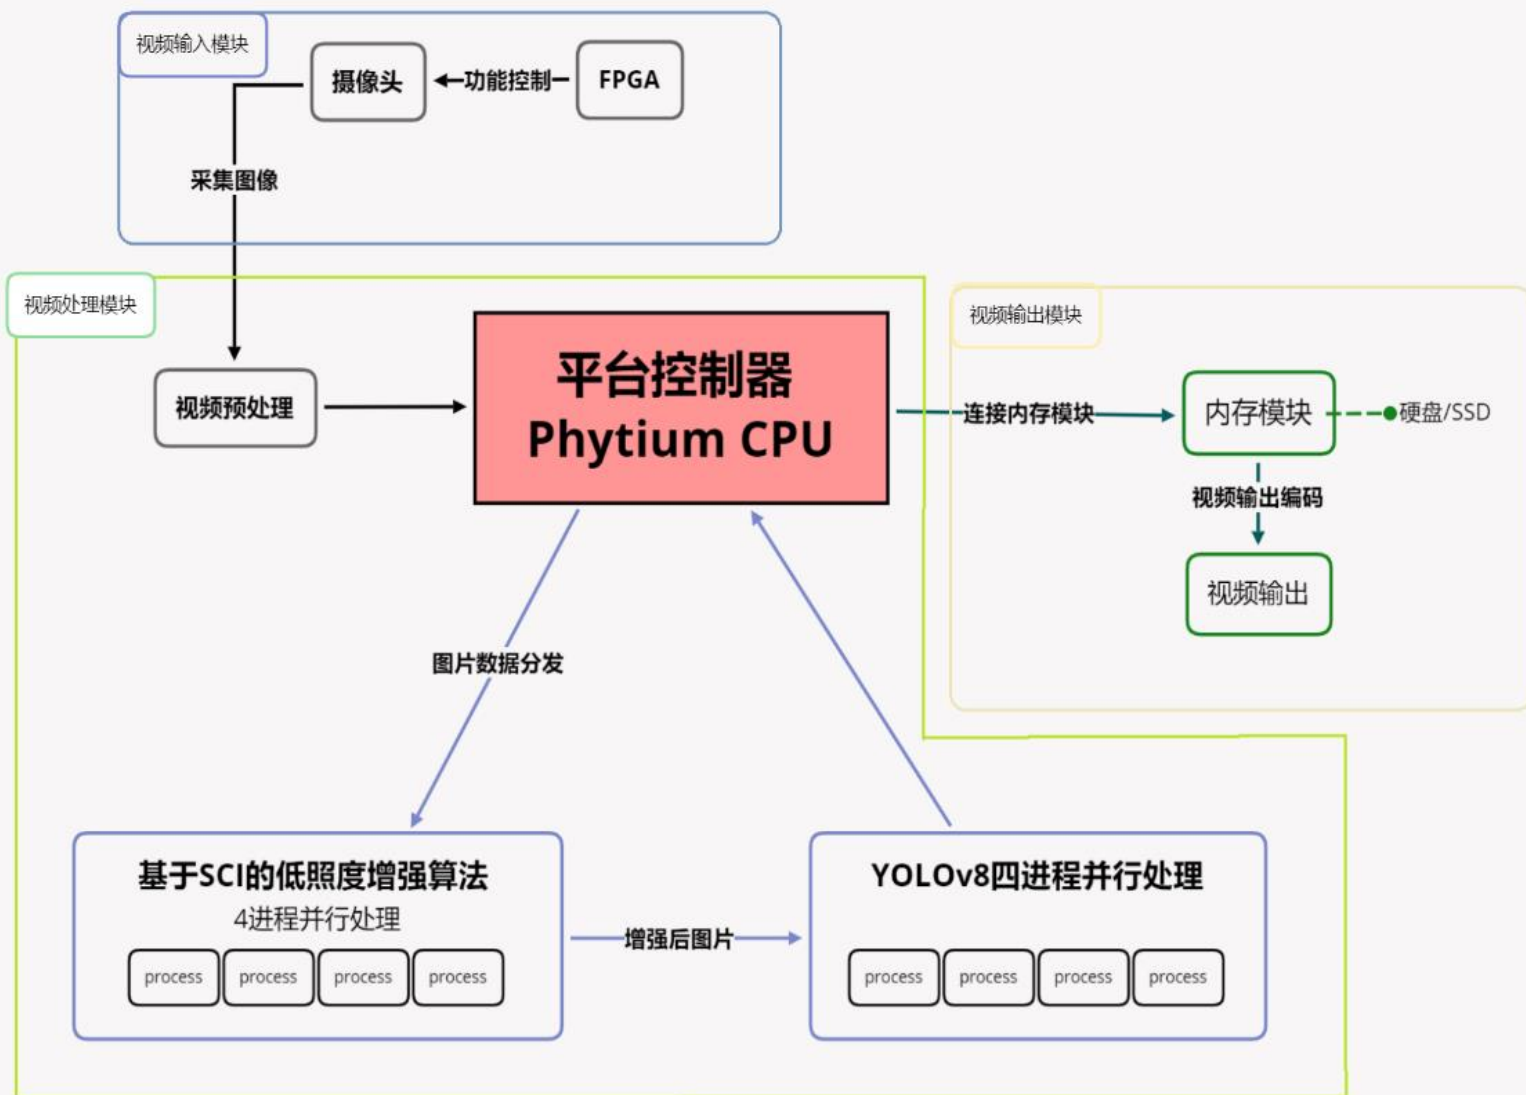 视频输入模块
摄像头
功能控制
FPGA
采集图像
视频处理模块
视频预处理
平台控制器
Phytium CPU
视频输出模块
连接内存模块
内存模块
硬盘/SSD
视频输出编码
视频输出
图片数据分发
基于SCI的低照度增强算法
4进程并行处理
process process process process
增强后图片
YOLOv8四进程并行处理
process process process process